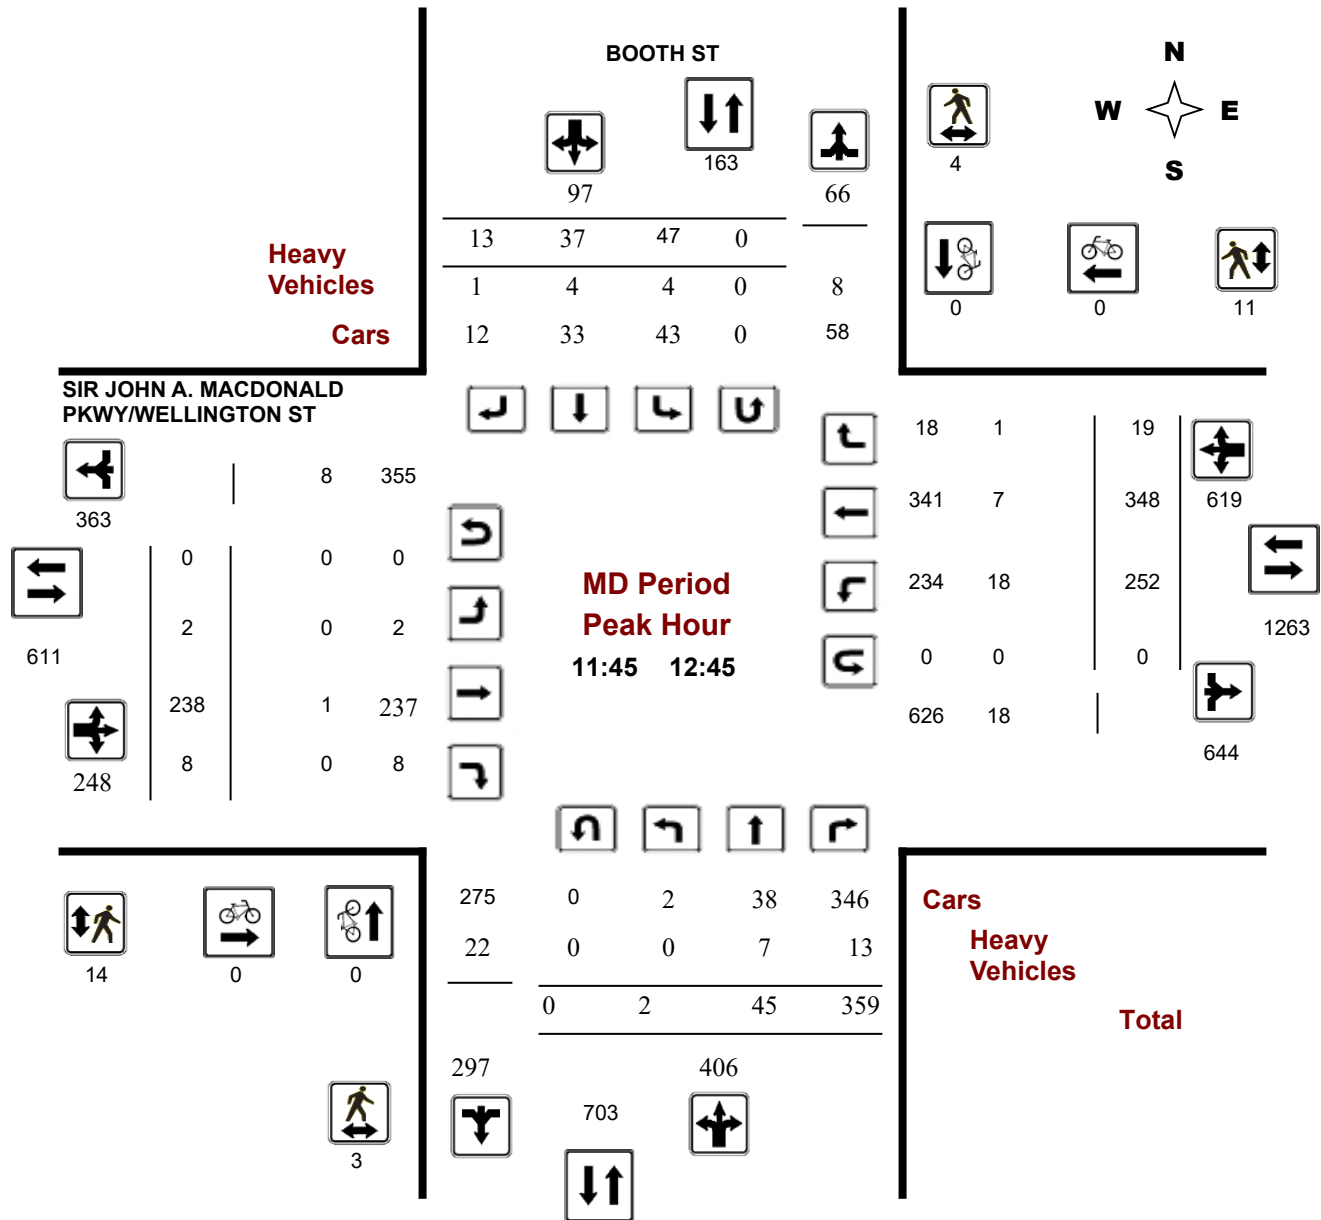 BOOTH ST
N
W E
S
163
4
97
66
13 37 47 0
Heavy
Vehicles
1 4 4 0 8
0 0 11
Cars
12 33 43 0 58
SIR JOHN A. MACDONALD
PKWY/WELLINGTON ST
18 1 19
8 355
341 7 348 619
363
0 0 0
MD Period
234 18 252
2 0 2
Peak Hour
1263
611
11:45 12:45
0 0 0
238 1 237
626 18
644
8 0 8
248
275 0 2 38 346
Cars
22 0 0 7 13
Heavy
Vehicles
14 0 0
0 2 45 359
Total
297 406
703
3